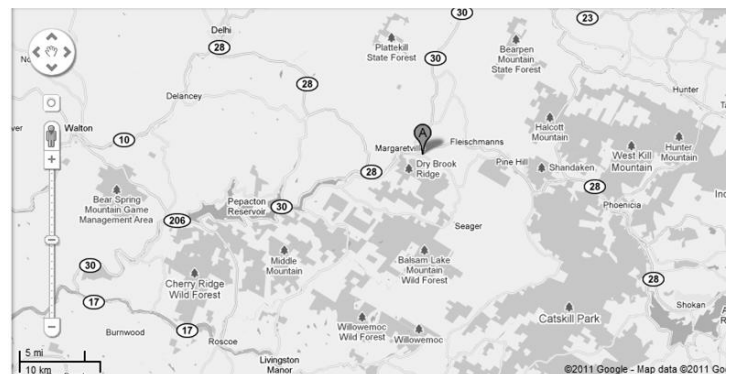 30
23
Delhi
28
Plattekill
State Forest
30
Bearpen
Mountain
State Forest
28
Delancey
Hunter
Walton
10
Halcott
Mountain
A
Margaretville
Fleischmanns
West Kill
Mountain
Hunter
Mountain
Dry Brook
Ridge
28
Pine Hill
Shandaken
28
Bear Spring
Mountain Game
Management Area
Pepacton
Reservoir
30
206
Phoenicia
Seager
30
Middle
Mountain
Balsam Lake
Mountain
Wild Forest
28
Cherry Ridge
Wild Forest
17
Shokan
Catskill Park
Burnwood
17
Roscoe
Willowemoc
Wild Forest
Willowemoc
5 mi
10 km
Livingston
Manor
©2011 Google - Map data ©2011 Goo